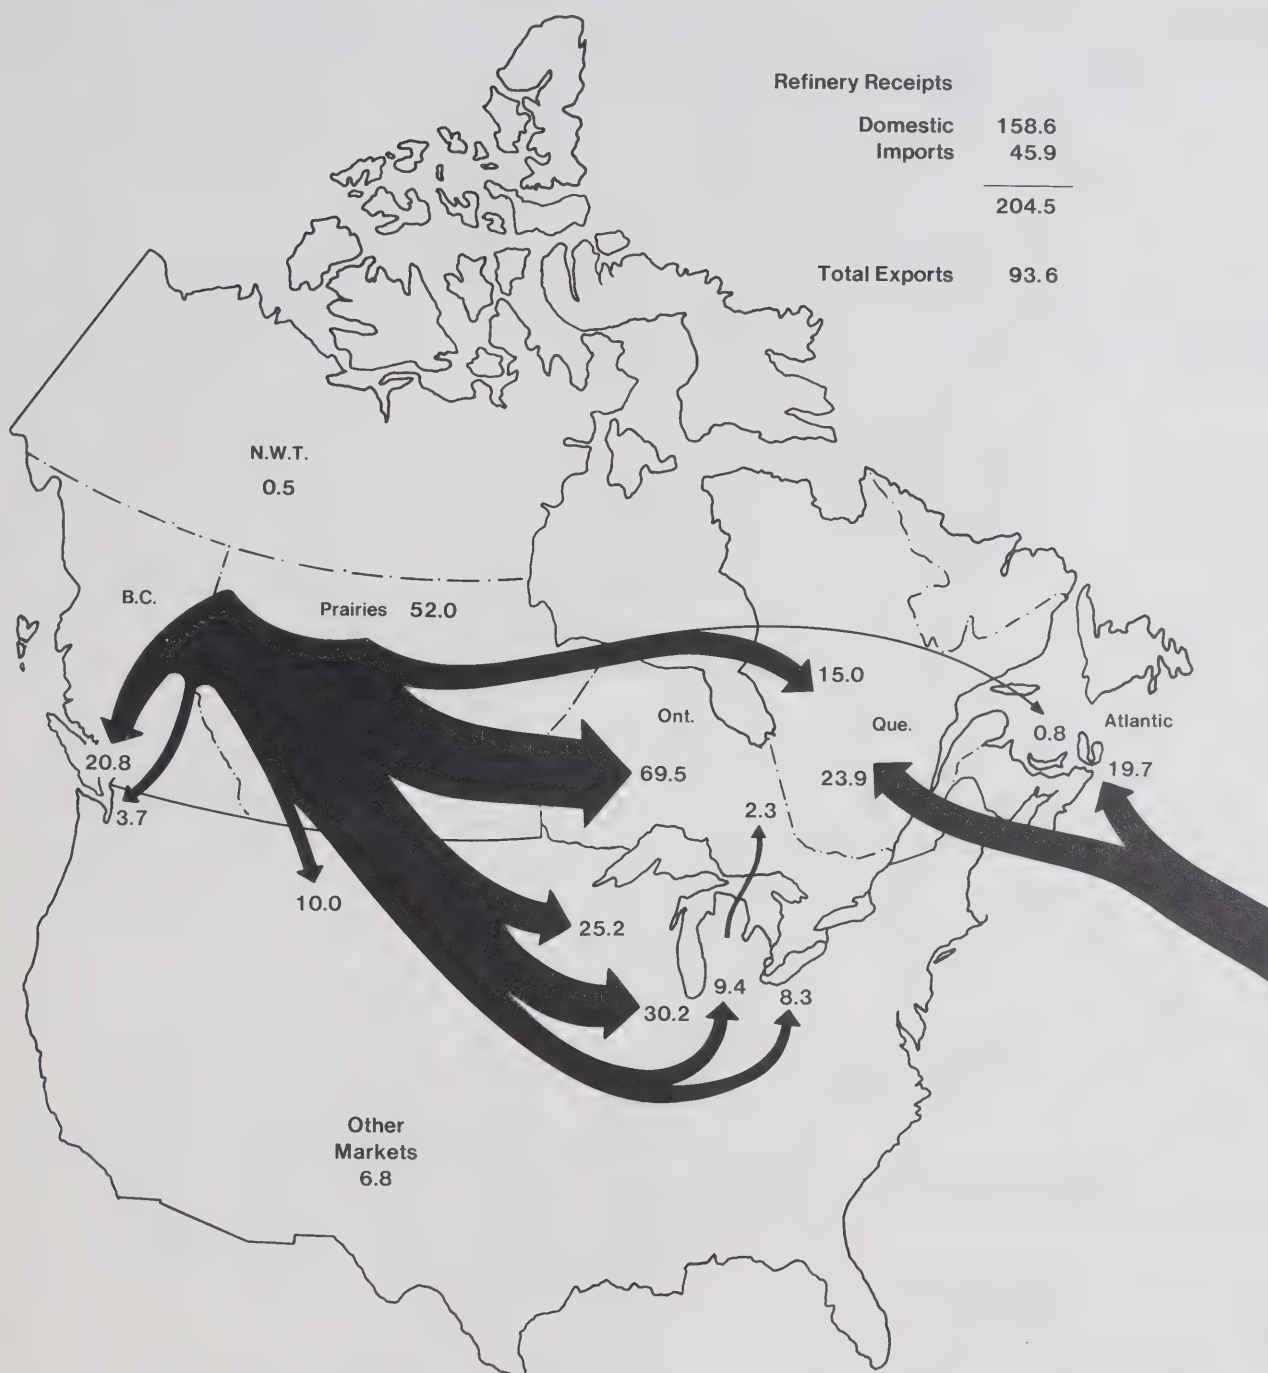 Refinery Receipts
Domestic 158.6
Imports 45.9
204.5
Total Exports 93.6
N.W.T.
0.5
B.C.
Prairies 52.0
15.0
Ont.
Que.
0.8
Atlantic
20.8
69.5
23.9
19.7
3.7
2.3
10.0
25.2
9.4
8.3
30.2
Other
Markets
6.8